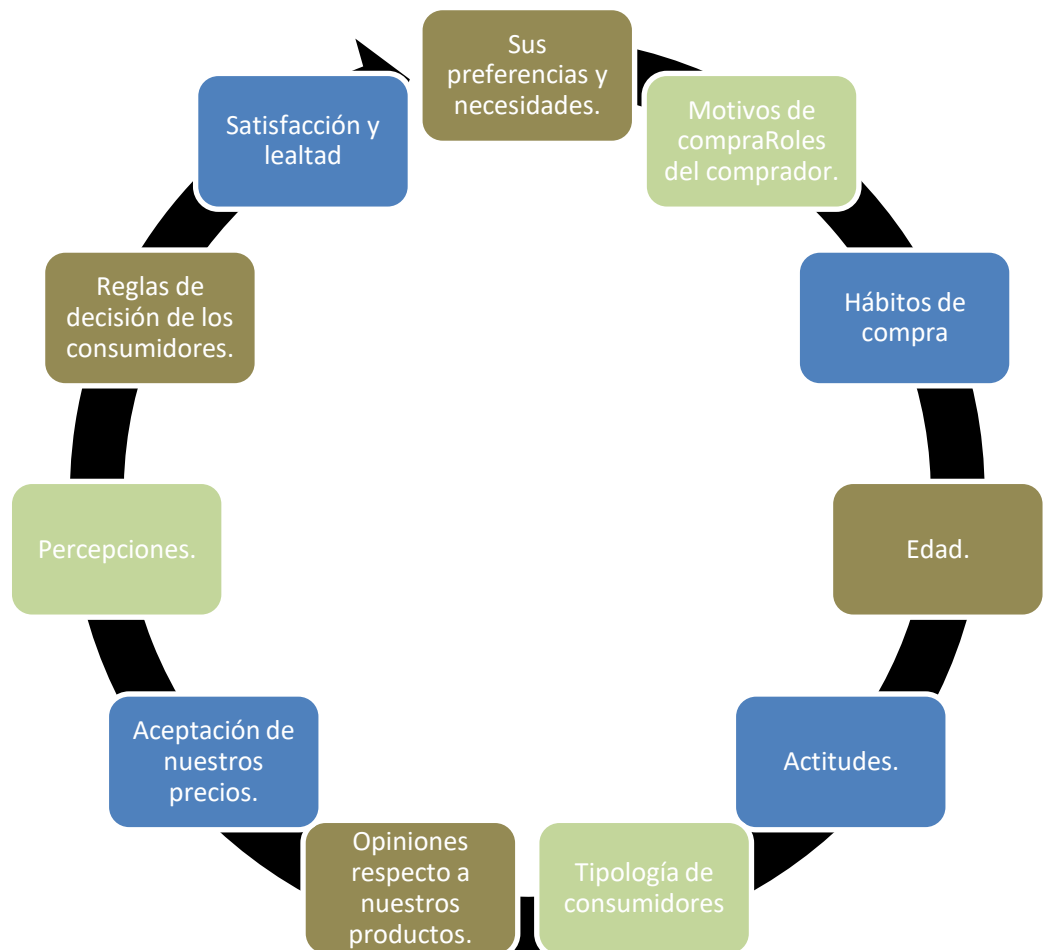 Sus
preferencias y
necesidades.
Motivos de
compraRoles
del comprador.
Hábitos de
compra
Edad.
Actitudes.
Tipología de
consumidores
Opiniones
respecto a
nuestros
productos.
Aceptación de
nuestros
precios.
Percepciones.
Reglas de
decisión de los
consumidores.
Satisfacción y
lealtad